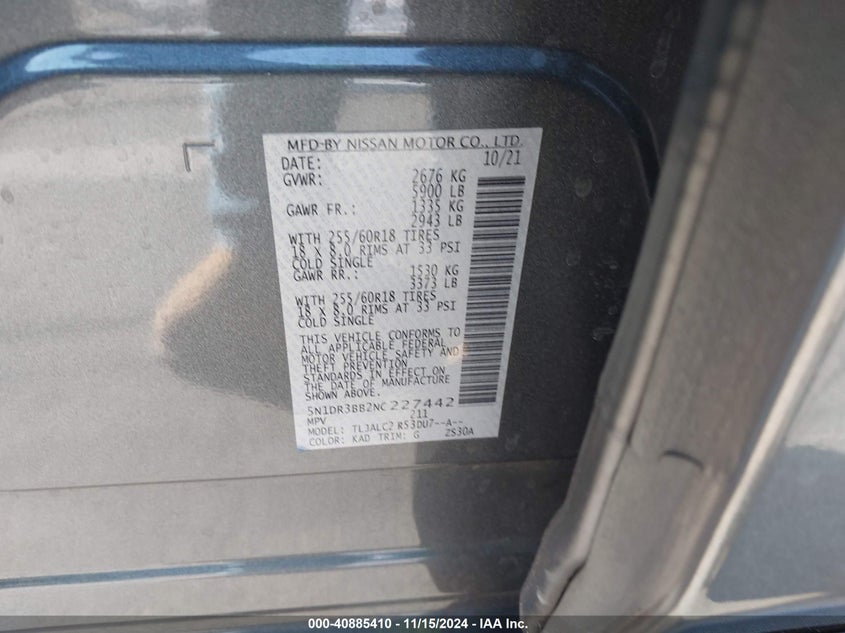 MFD-BY NISSAN MOTOR CO., LTD.
DATE: 10/21
GVWR: 2676 KG
5900 LB
GAWR FR.: 1335 KG
2943 LB
WITH 255/60R18 TIRES
18 X 8.0 RIMS AT 33 PSI
COLD SINGLE
GAWR RR.: 1530 KG
3373 LB
WITH 255/60R18 TIRES
18 X 8.0 RIMS AT 33 PSI
COLD SINGLE
THIS VEHICLE CONFORMS TO
ALL APPLICABLE FEDERAL
MOTOR VEHICLE SAFETY AND
THEFT PREVENTION
STANDARDS IN EFFECT ON
THE DATE OF MANUFACTURE
SHOWN ABOVE.
5N1DR3BB2NC227442
MPV 211
MODEL: TLJALC2 R53DU7--A--
COLOR: KAD TRIM: G ZS30A
000-40885410 - 11/15/2024 - IAA Inc.